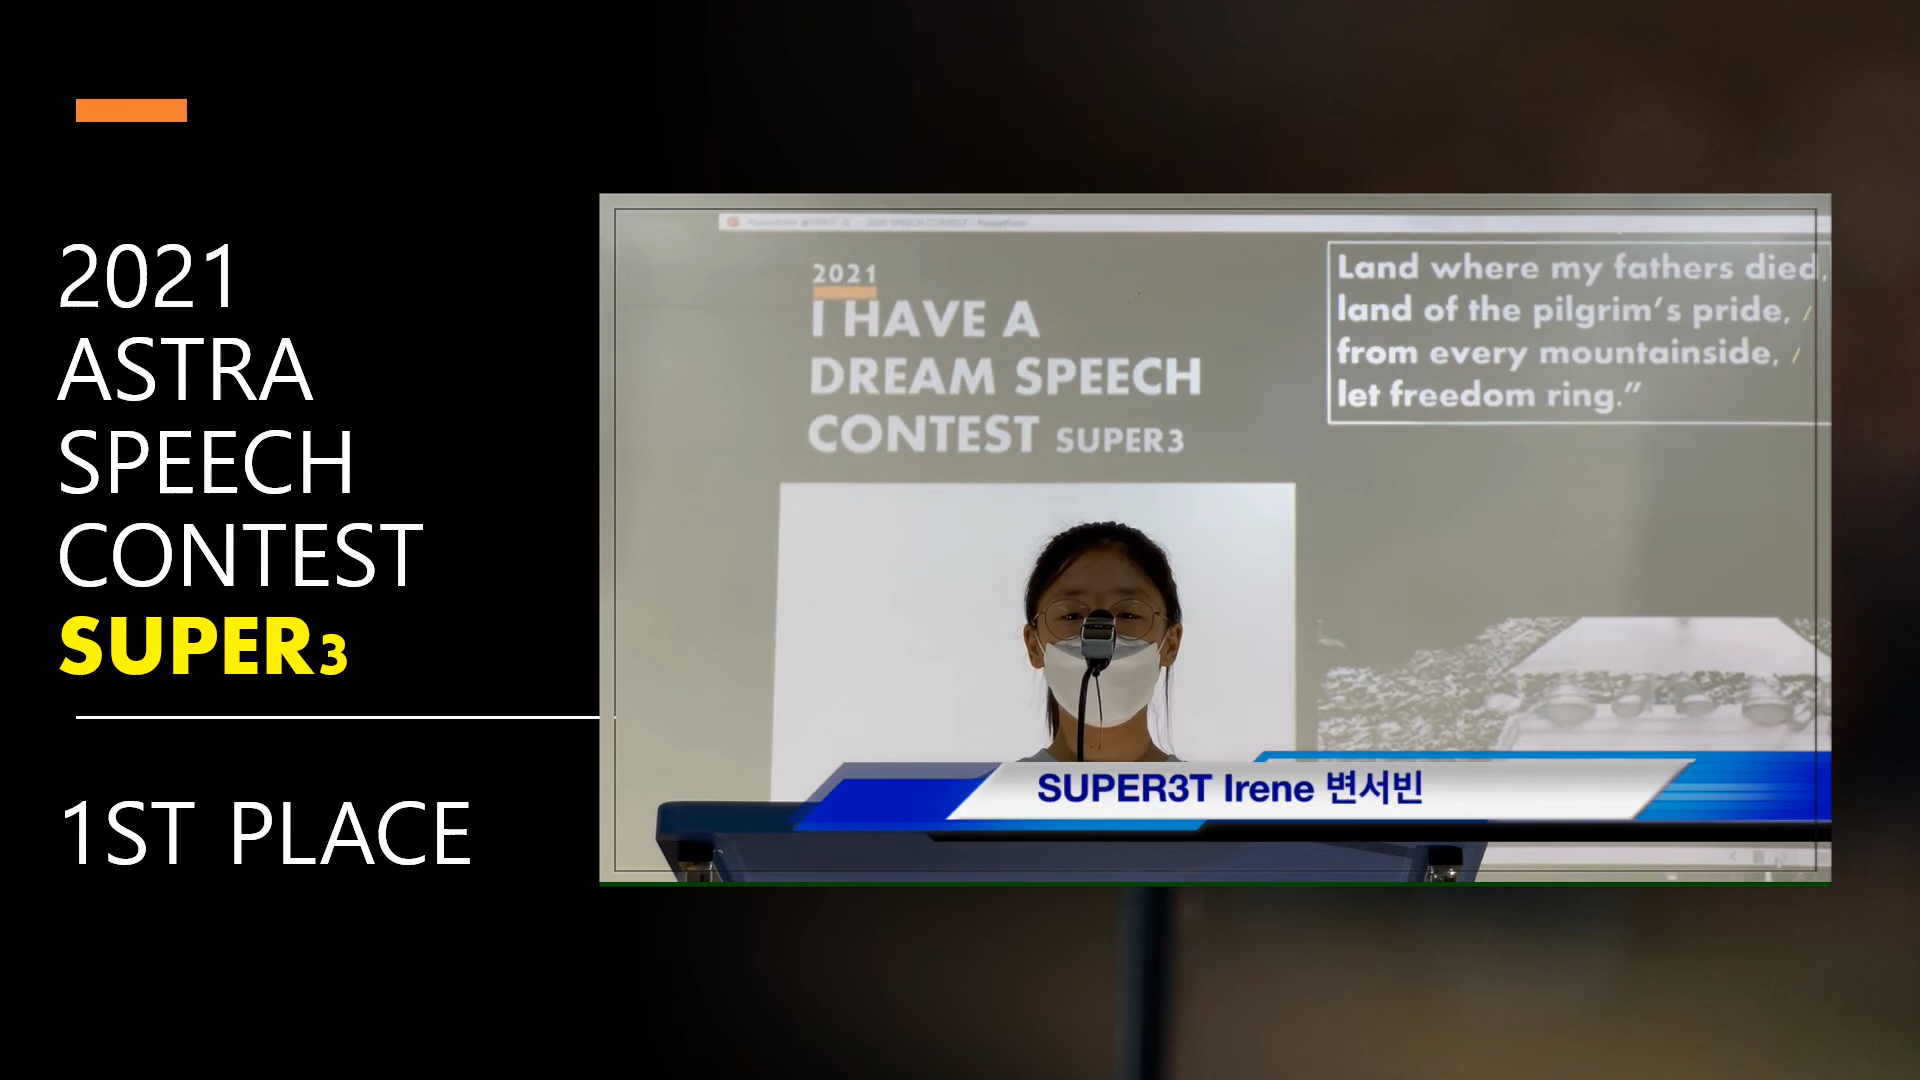 2021
ASTRA
SPEECH
CONTEST
SUPER3
1ST PLACE
2021
I HAVE A
DREAM SPEECH
CONTEST SUPER3
Land where my fathers died,
land of the pilgrim's pride, /
from every mountainside, /
let freedom ring.”
SUPER3T Irene 변서빈